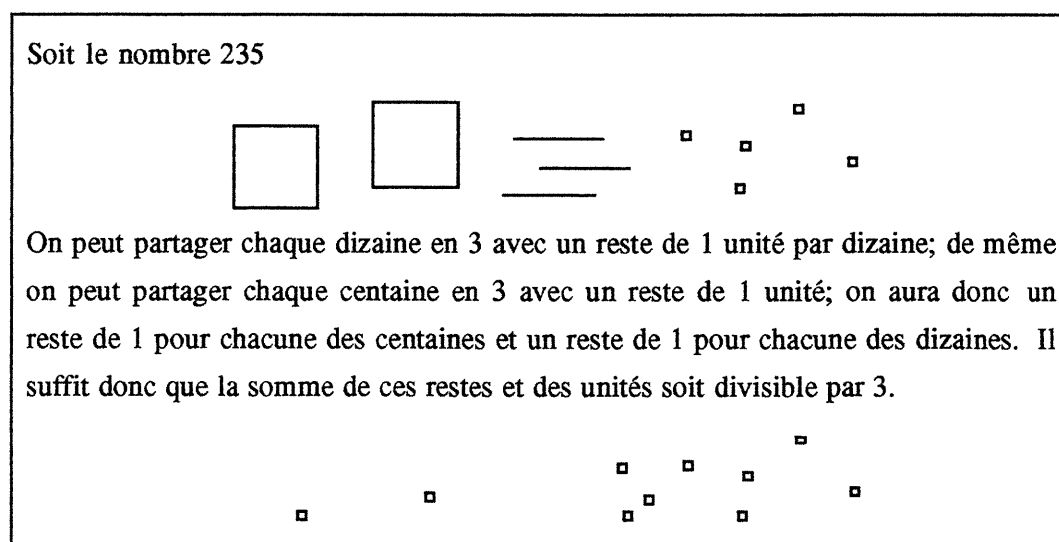 Soit le nombre 235
On peut partager chaque dizaine en 3 avec un reste de 1 unité par dizaine; de même
on peut partager chaque centaine en 3 avec un reste de 1 unité; on aura donc un
reste de 1 pour chacune des centaines et un reste de 1 pour chacune des dizaines. Il
suffit donc que la somme de ces restes et des unités soit divisible par 3.